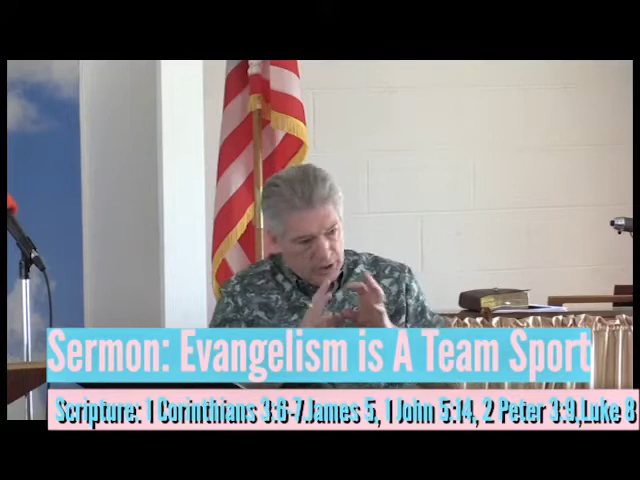 Sermon: Evangelism is A Team Sport
Scripture: 1 Corinthians 3:6-7.James 5, 1 John 5:14, 2 Peter 3:9,Luke 8